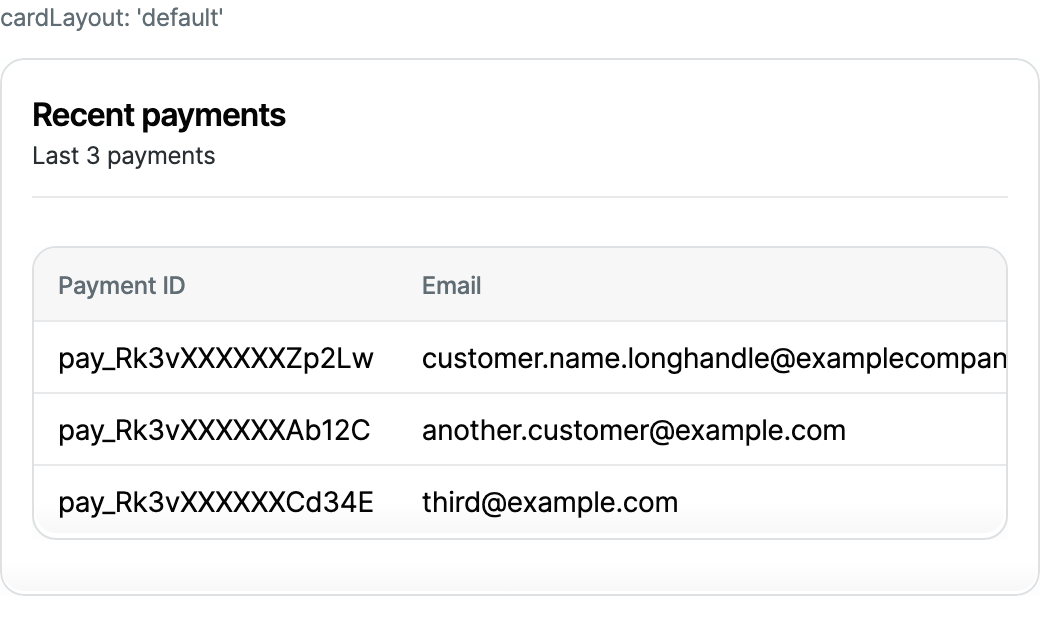 cardLayout: 'default'
Recent payments
Last 3 payments
Payment ID Email
pay_Rk3vXXXXXXZp2Lw customer.name.longhandle@examplecompan
pay_Rk3vXXXXXXAb12C another.customer@example.com
pay_Rk3vXXXXXXCd34E third@example.com